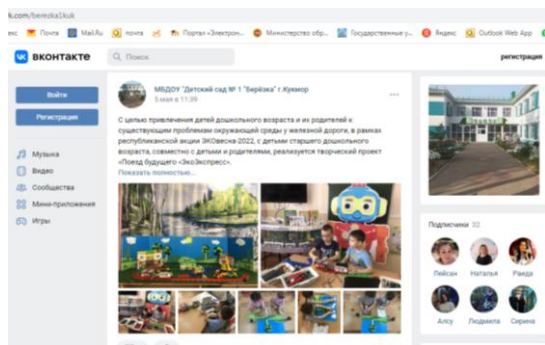 k.com/berezka1kuk
екс Почта Mail.Ru почта Портал «Электрон... Министерство обр... Государственные у... Яндекс Outlook Web App
вконтакте Поиск регистрация
Войти
Регистрация
Музыка
Видео
Сообщества
Мини-приложения
Игры
МБДОУ "Детский сад № 1 "Берёзка" г.Кукмор
5 мая в 11:39
С целью привлечения детей дошкольного возраста и их родителей к
существующим проблемам окружающей среды у железной дороги, в рамках
республиканской акции ЭКОвесна-2022, с детьми старшего дошкольного
возраста, совместно с детьми и родителями, реализуется творческий проект
«Поезд будущего «ЭкоЭкспресс».
Показать полностью...
Подписчики 32
Лейсан Наталья Раида
Алсу Людмила Сирина